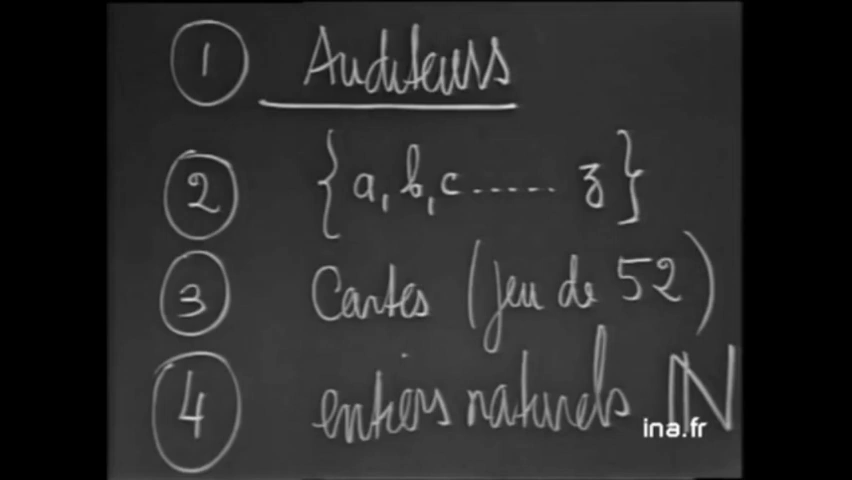 1 Auditeurs
2 {a, b, c ...... z}
3 Cartes (jeu de 52)
4 entiers naturels ℕ
ina.fr